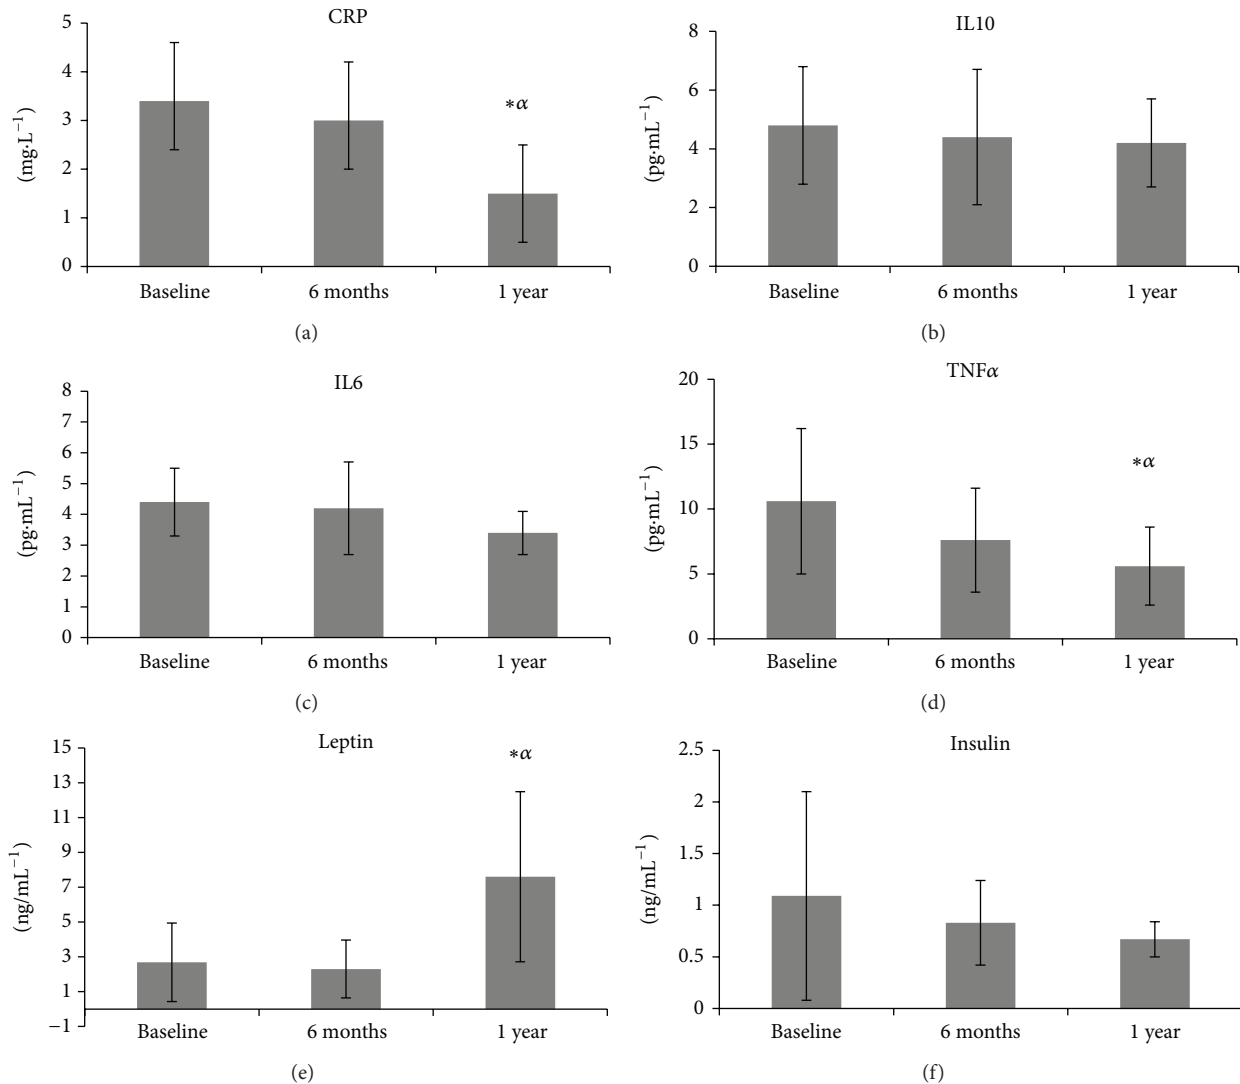 CRP
5
4
3
2
1
0
(mg·L⁻¹)
*α
Baseline 6 months 1 year
(a)
IL10
8
6
4
2
0
(pg·mL⁻¹)
Baseline 6 months 1 year
(b)
IL6
8
7
6
5
4
3
2
1
0
(pg·mL⁻¹)
Baseline 6 months 1 year
(c)
TNFα
20
15
10
5
0
(pg·mL⁻¹)
*α
Baseline 6 months 1 year
(d)
Leptin
15
13
11
9
7
5
3
1
−1
(ng/mL⁻¹)
*α
Baseline 6 months 1 year
(e)
Insulin
2.5
2
1.5
1
0.5
0
(ng/mL⁻¹)
Baseline 6 months 1 year
(f)